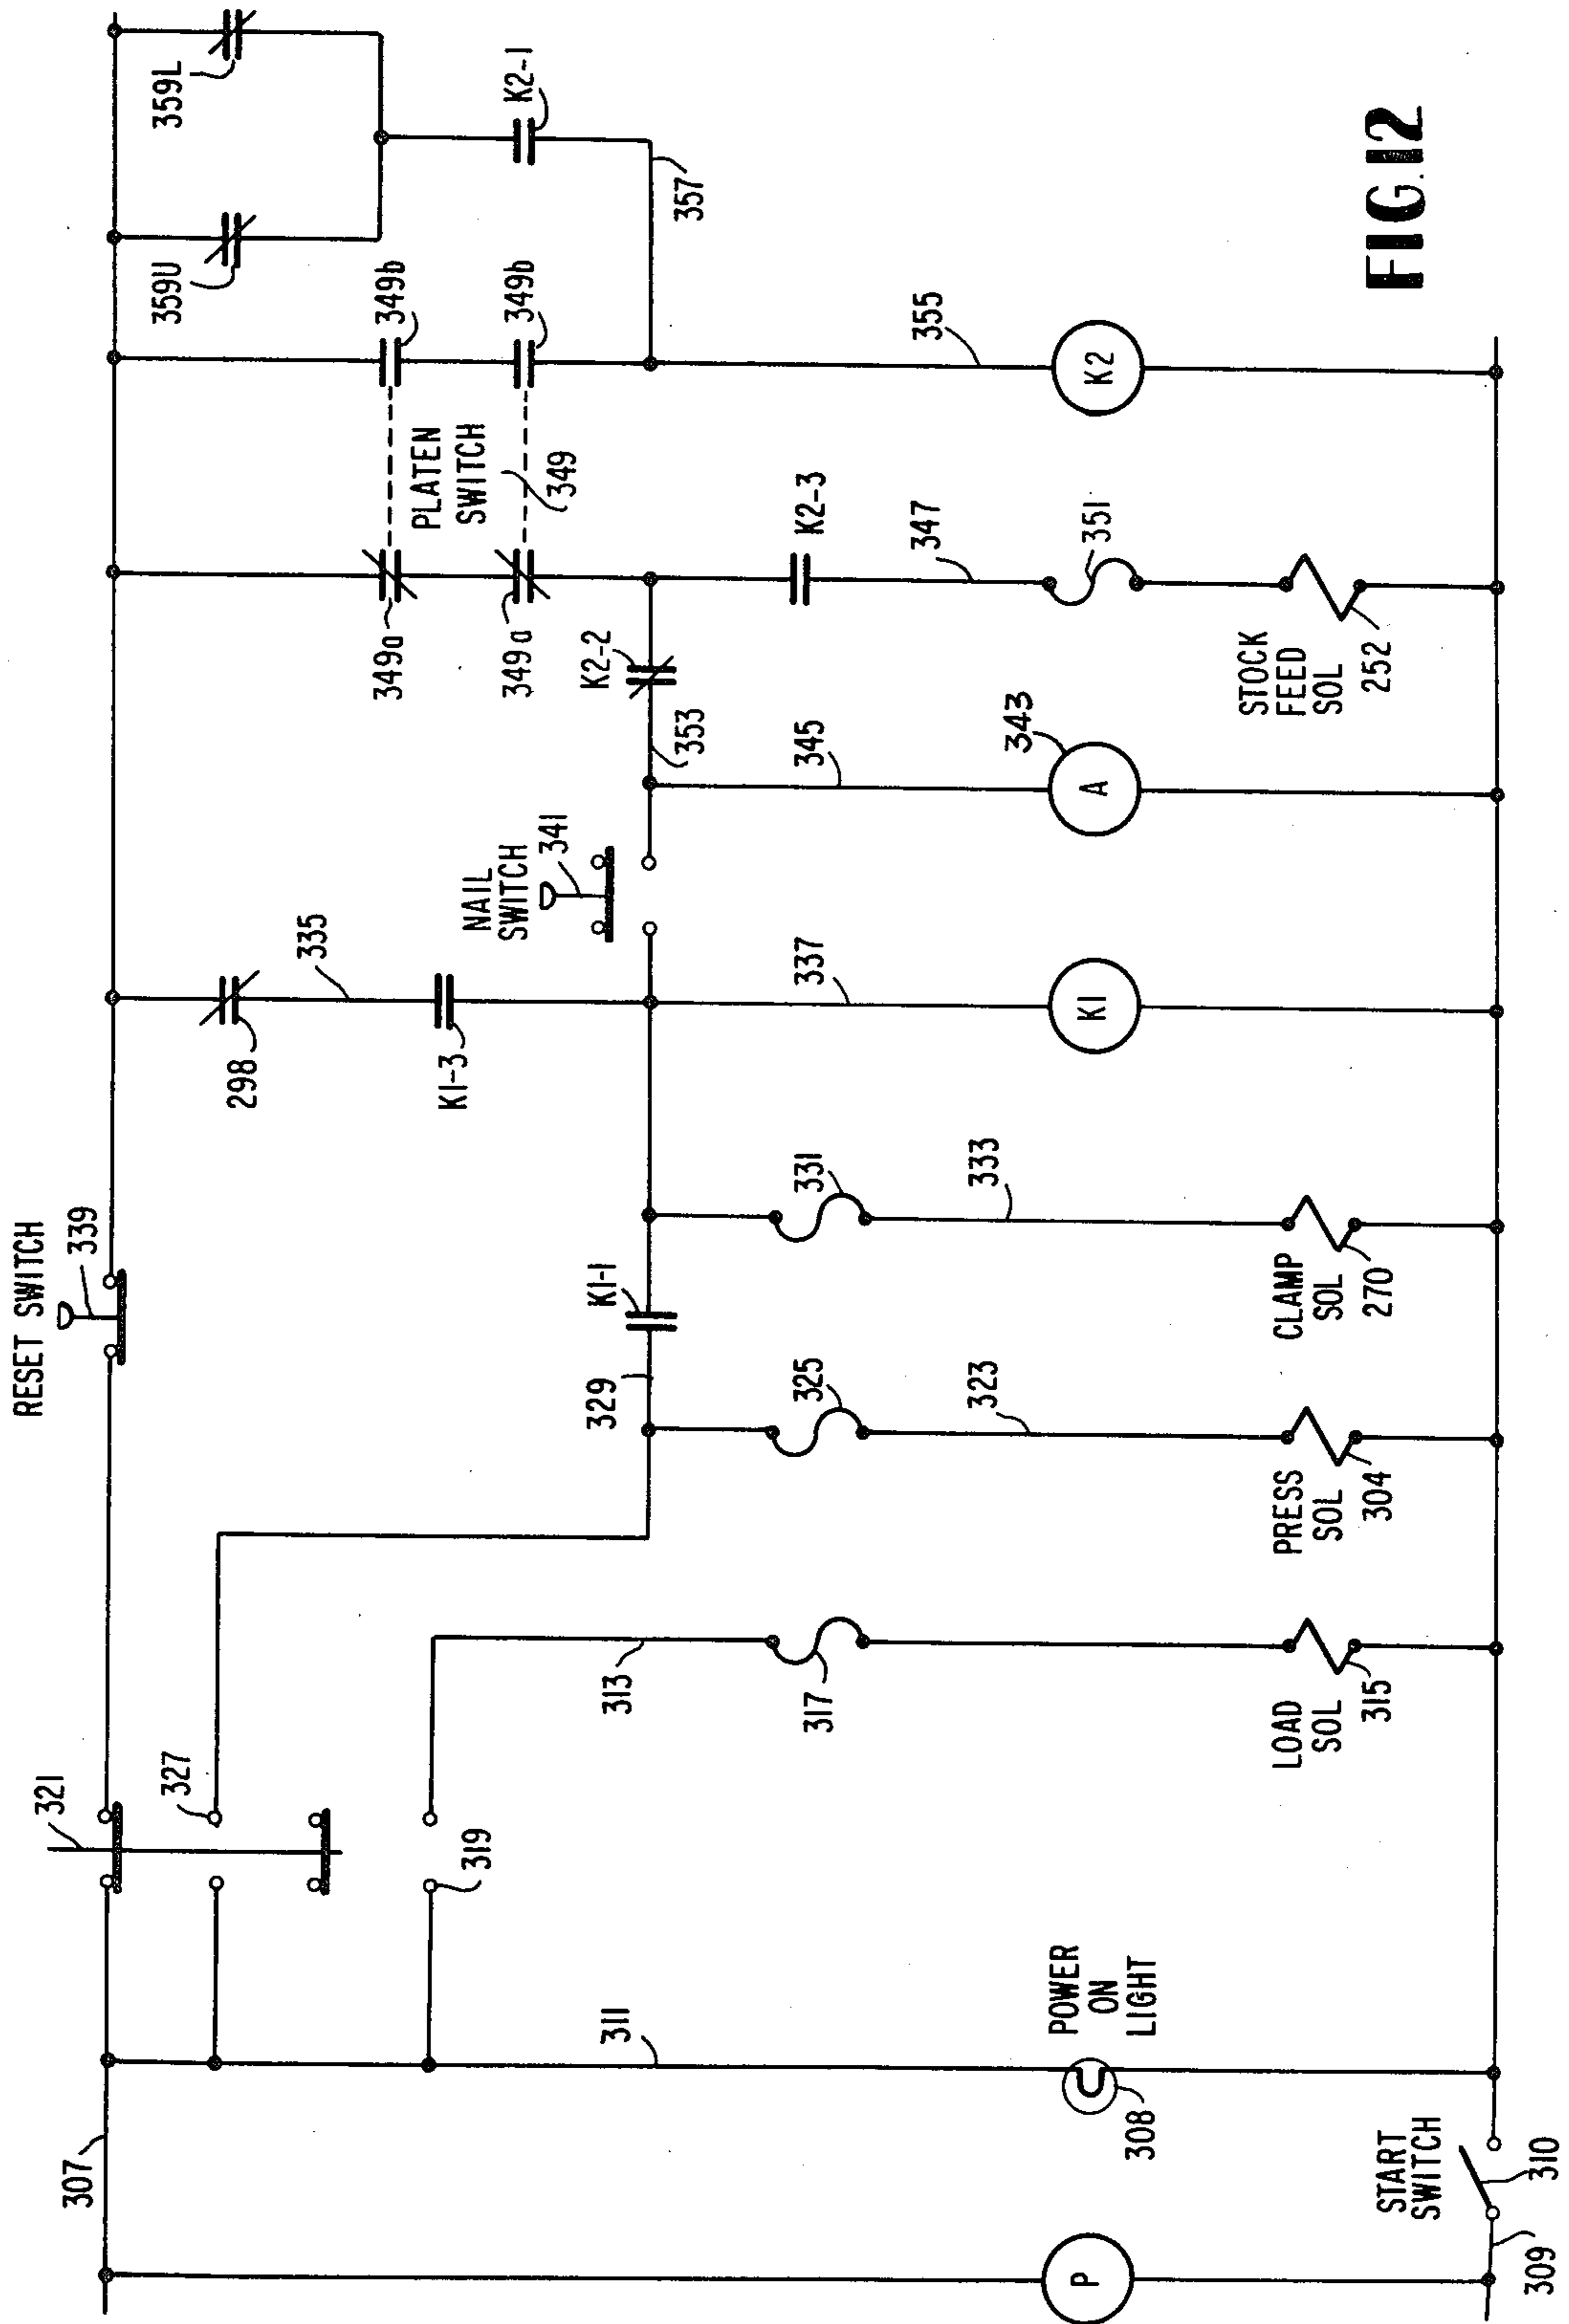 RESET SWITCH
339
321
307
327
319
329
K1-1
325
331
323
333
313
317
LOAD
SOL
315
PRESS
SOL
304
CLAMP
SOL
270
311
POWER
ON
LIGHT
308
START
SWITCH
310
309
P
298
335
K1-3
NAIL
SWITCH
341
337
K1
353
K2-2
345
343
A
349a
349a
PLATEN
SWITCH
349
349b
349b
K2-3
347
351
STOCK
FEED
SOL
252
359U
359L
K2-1
357
355
K2
FIG.12